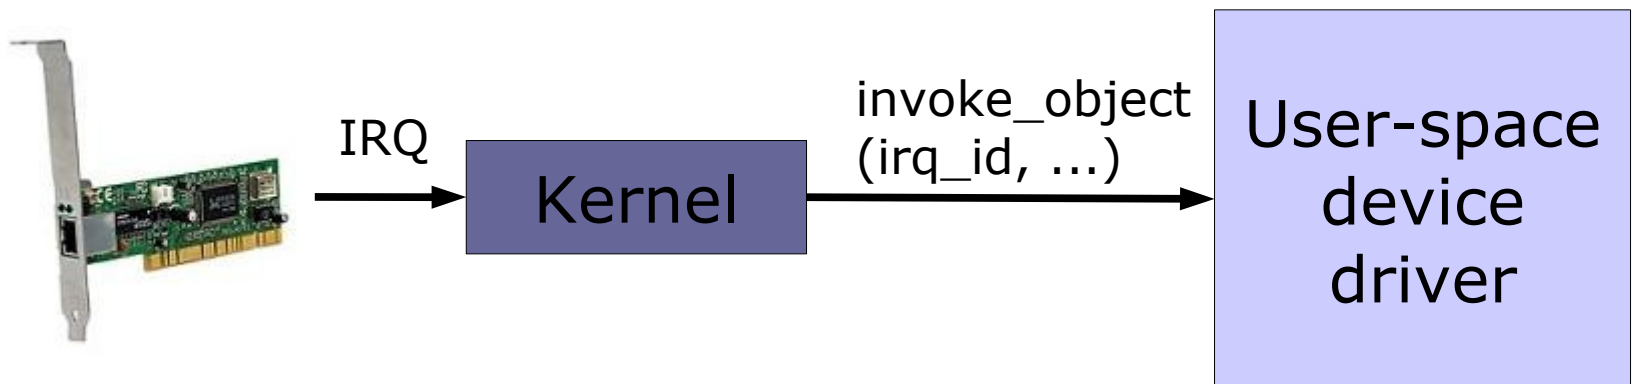 IRQ
Kernel
invoke_object
(irq_id, ...)
User-space
device
driver